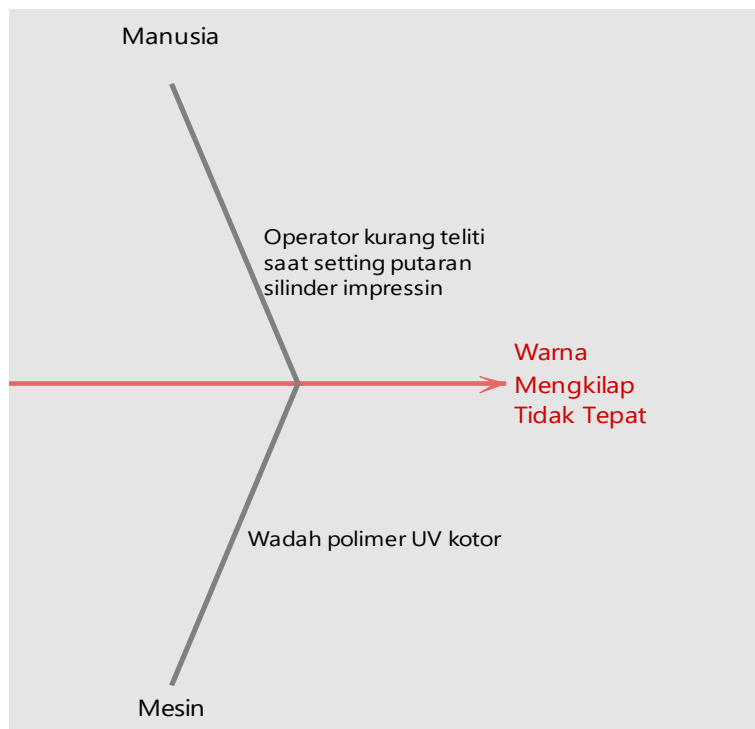 Manusia
Operator kurang teliti
saat setting putaran
silinder impressin
Warna
Mengkilap
Tidak Tepat
Wadah polimer UV kotor
Mesin